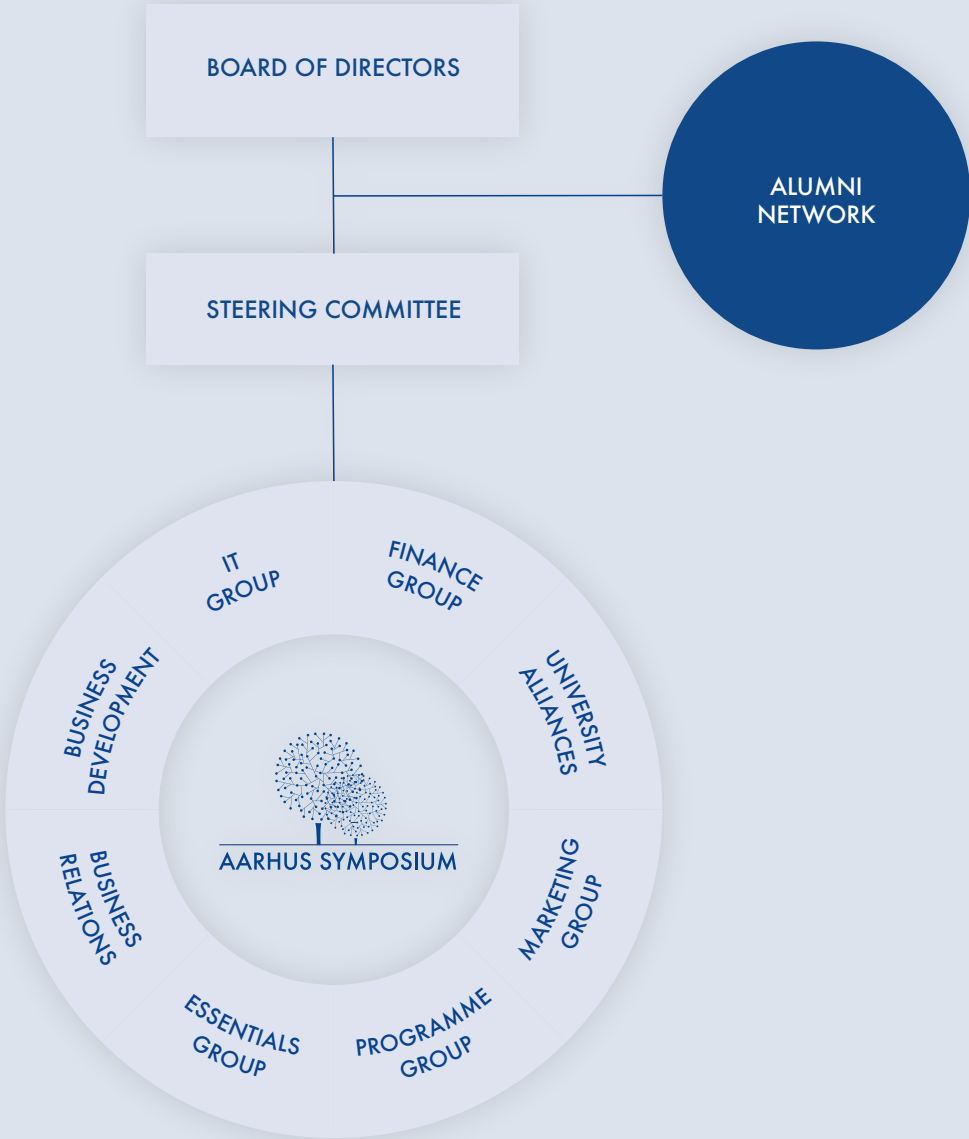 BOARD OF DIRECTORS
ALUMNI
NETWORK
STEERING COMMITTEE
IT
GROUP
FINANCE
GROUP
UNIVERSITY
ALLIANCES
MARKETING
GROUP
PROGRAMME
GROUP
ESSENTIALS
GROUP
BUSINESS
RELATIONS
BUSINESS
DEVELOPMENT
AARHUS SYMPOSIUM